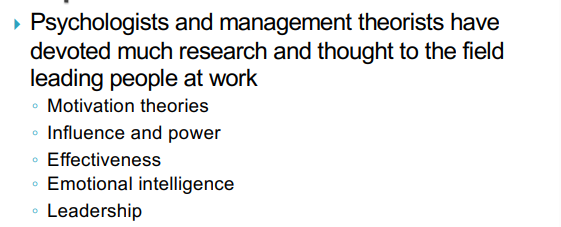 Psychologists and management theorists have
devoted much research and thought to the field
leading people at work
Motivation theories
Influence and power
Effectiveness
Emotional intelligence
Leadership